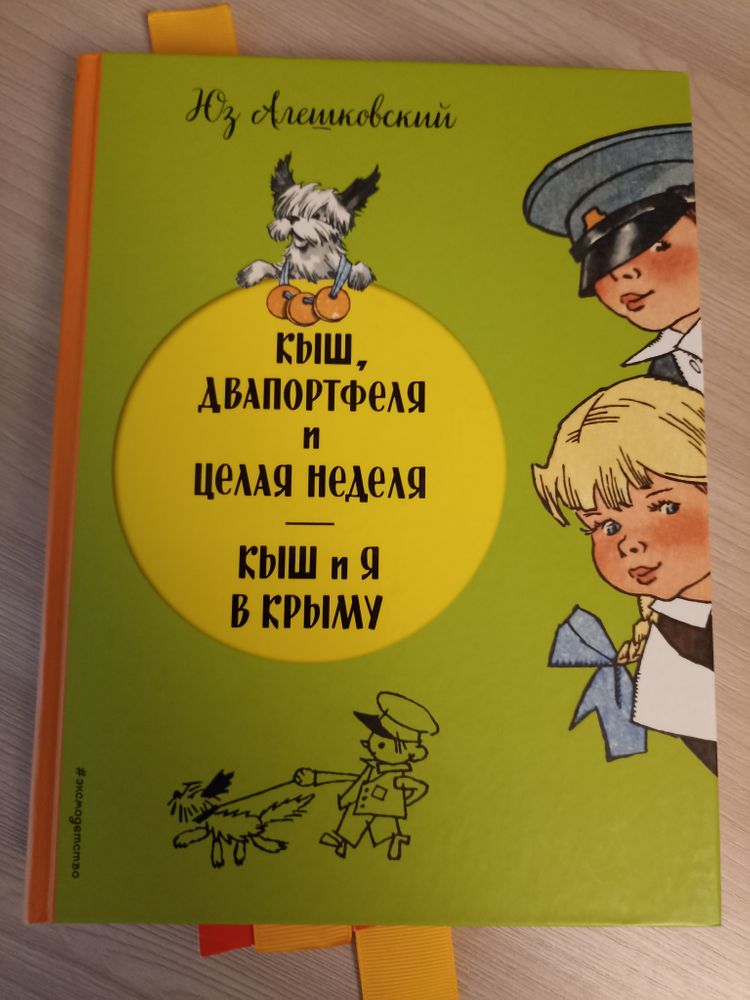 Юз Алешковский
КЫШ,
ДВАПОРТФЕЛЯ
и
ЦЕЛАЯ НЕДЕЛЯ
КЫШ и Я
В КРЫМУ
#эксмодетство